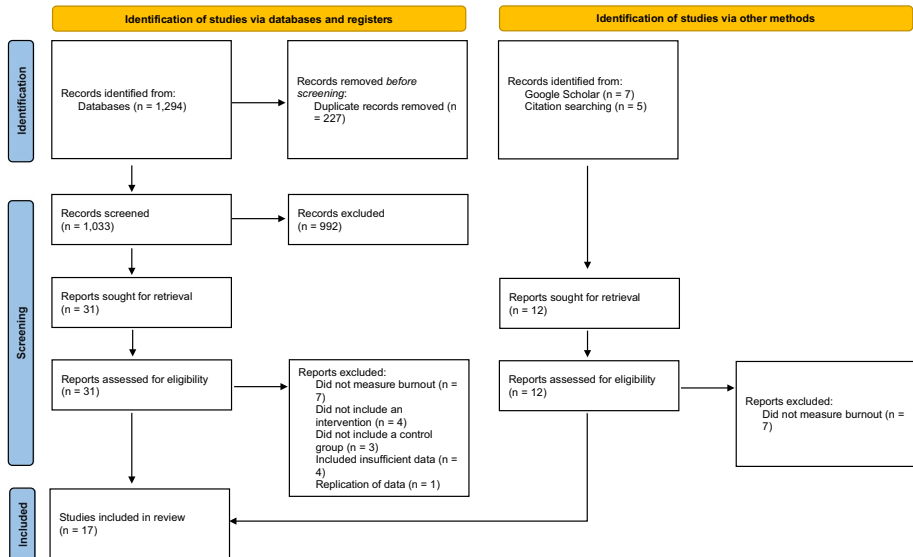 Identification of studies via databases and registers
Identification of studies via other methods
Identification
Records identified from:
Databases (n = 1,294)
Records removed before
screening:
Duplicate records removed (n
= 227)
Records identified from:
Google Scholar (n = 7)
Citation searching (n = 5)
Screening
Records screened
(n = 1,033)
Records excluded
(n = 992)
Reports sought for retrieval
(n = 31)
Reports sought for retrieval
(n = 12)
Reports assessed for eligibility
(n = 31)
Reports excluded:
Did not measure burnout (n =
7)
Did not include an
intervention (n = 4)
Did not include a control
group (n = 3)
Included insufficient data (n =
4)
Replication of data (n = 1)
Reports assessed for eligibility
(n = 12)
Reports excluded:
Did not measure burnout (n =
7)
Included
Studies included in review
(n = 17)